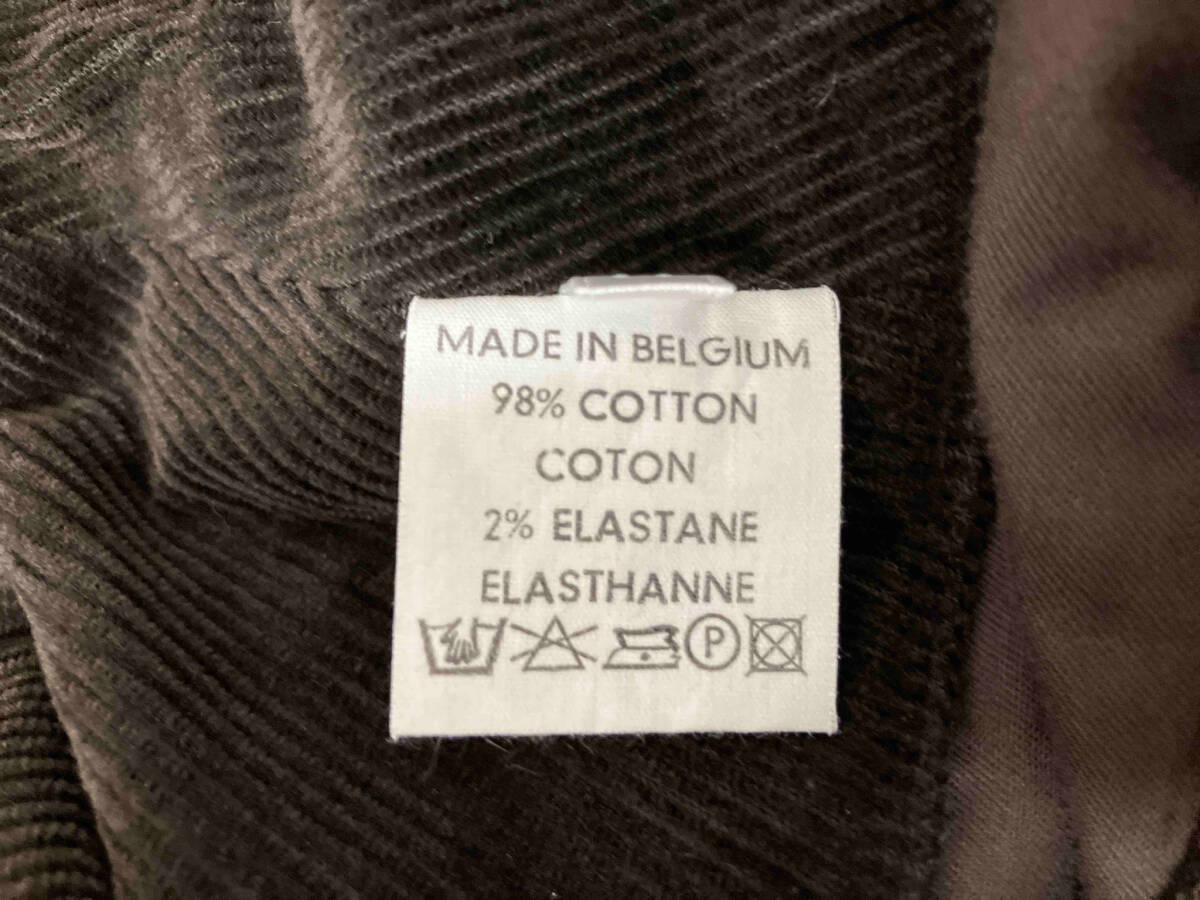 MADE IN BELGIUM
98% COTTON
COTON
2% ELASTANE
ELASTHANNE
P